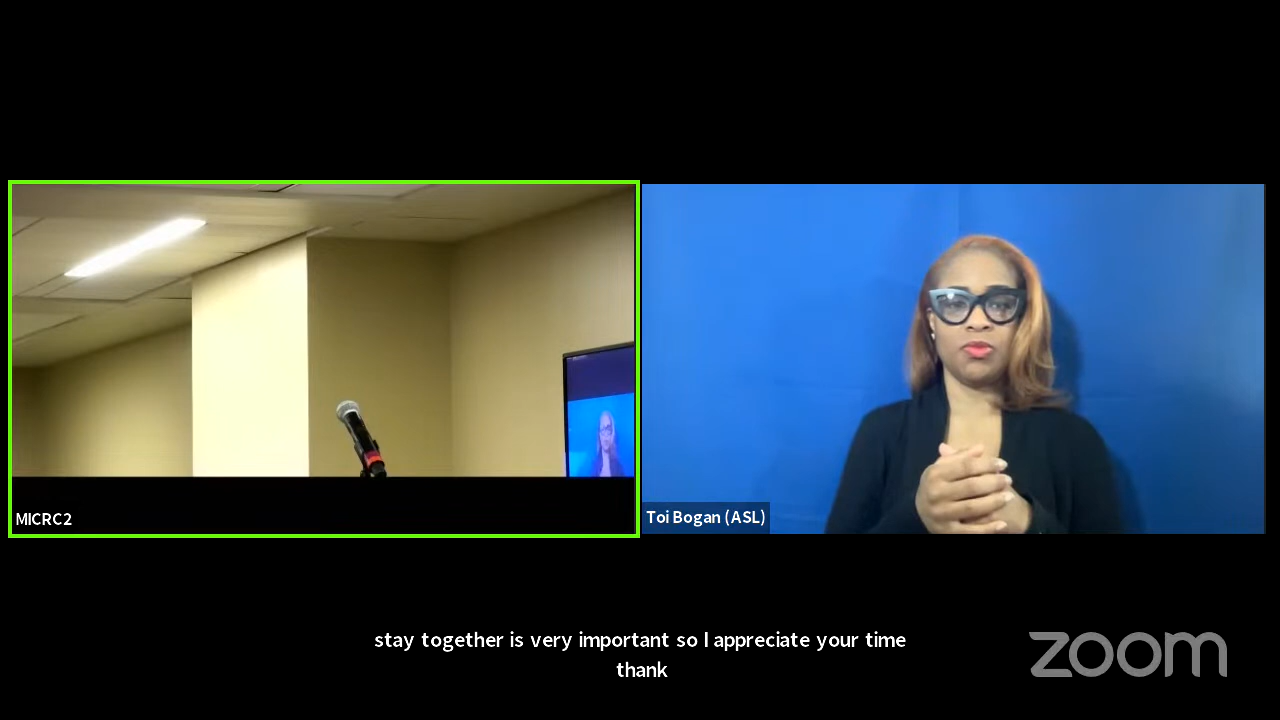 MICRC2
Toi Bogan (ASL)
stay together is very important so I appreciate your time
thank
zoom